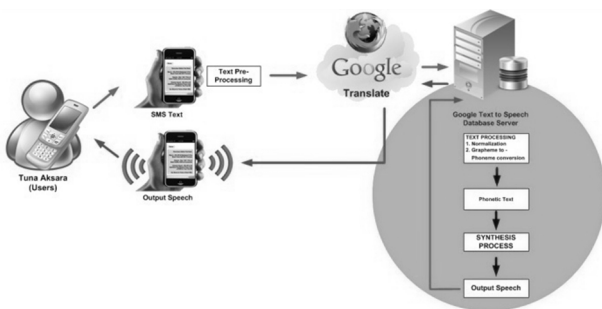 Tuna Aksara
(Users)
SMS Text
Text Pre-
Processing
Google
Translate
Output Speech
Google Text to Speech
Database Server
TEXT PROCESSING
1. Normalization
2. Grapheme to -
Phoneme conversion
Phonetic Text
SYNTHESIS
PROCESS
Output Speech